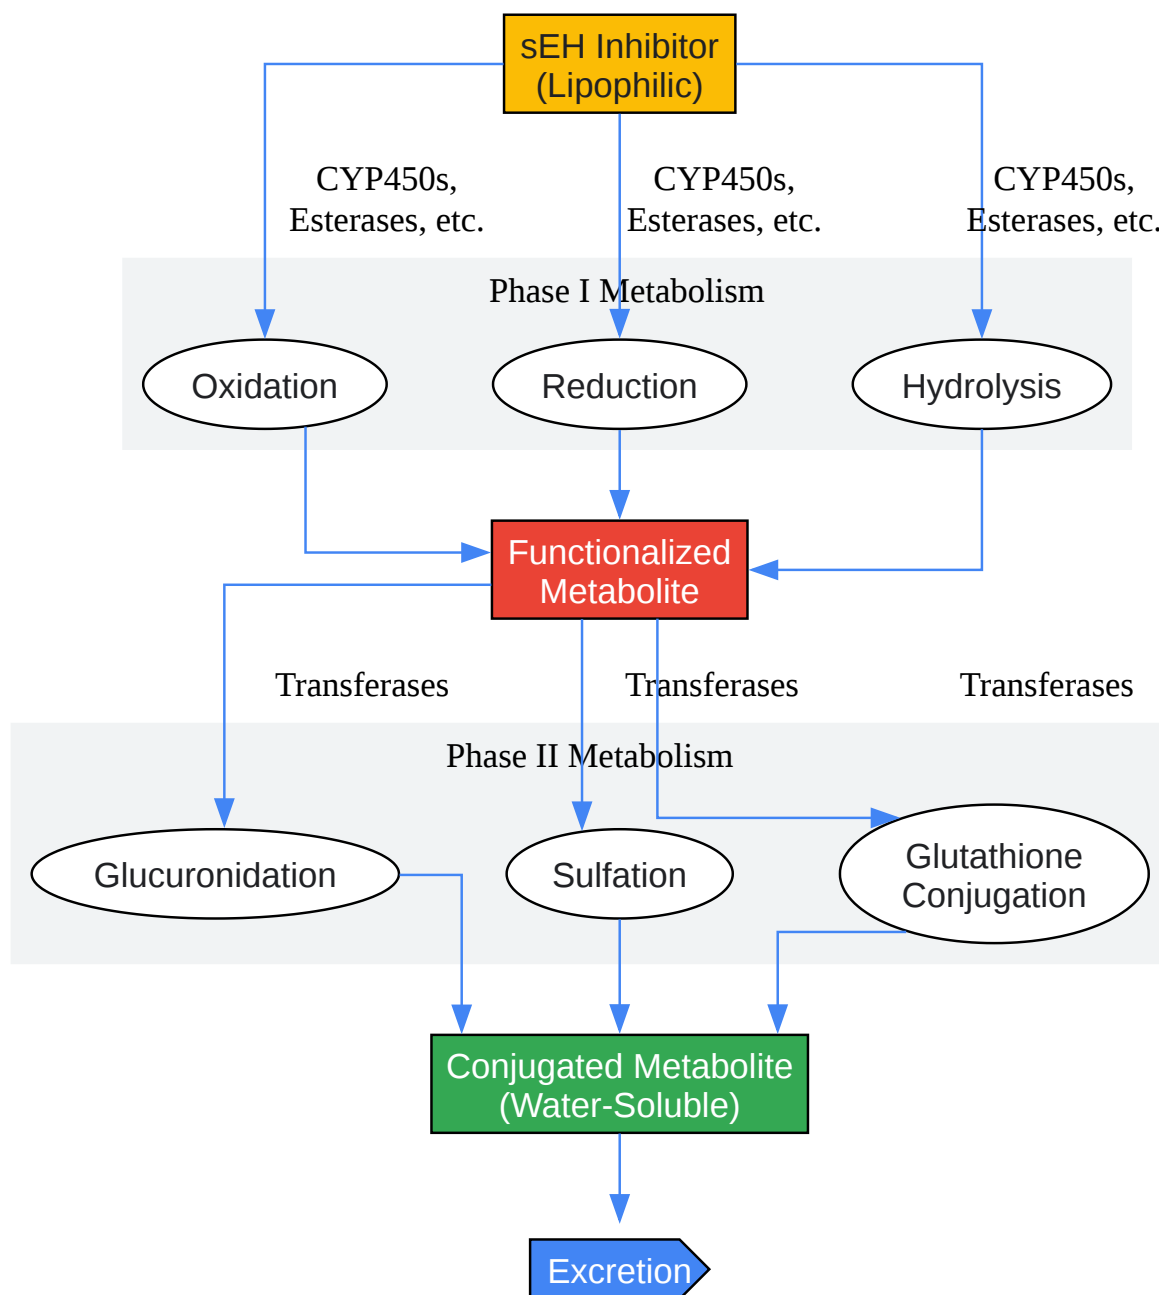 sEH Inhibitor
(Lipophilic)
CYP450s,
Esterases, etc.
CYP450s,
Esterases, etc.
CYP450s,
Esterases, etc.
Phase I Metabolism
Oxidation
Reduction
Hydrolysis
Functionalized
Metabolite
Transferases
Transferases
Transferases
Phase II Metabolism
Glucuronidation
Sulfation
Glutathione
Conjugation
Conjugated Metabolite
(Water-Soluble)
Excretion